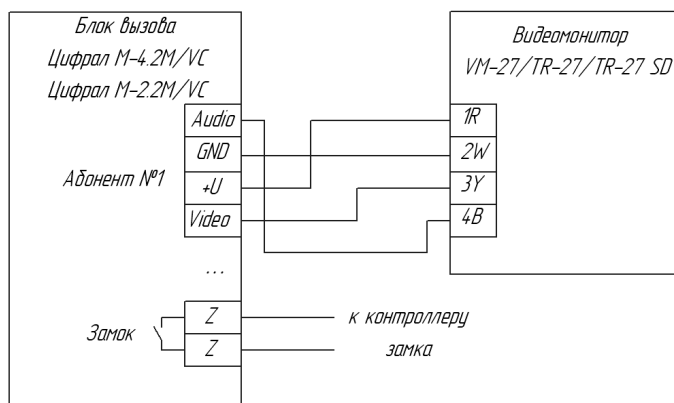 Блок вызова
Цифрал М-4.2М/VC
Цифрал М-2.2М/VC
Видеомонитор
VM-27/TR-27/TR-27 SD
Audio
1R
GND
2W
Абонент №1
+U
3Y
Video
4B
...
Замок
Z
к контроллеру
Z
замка